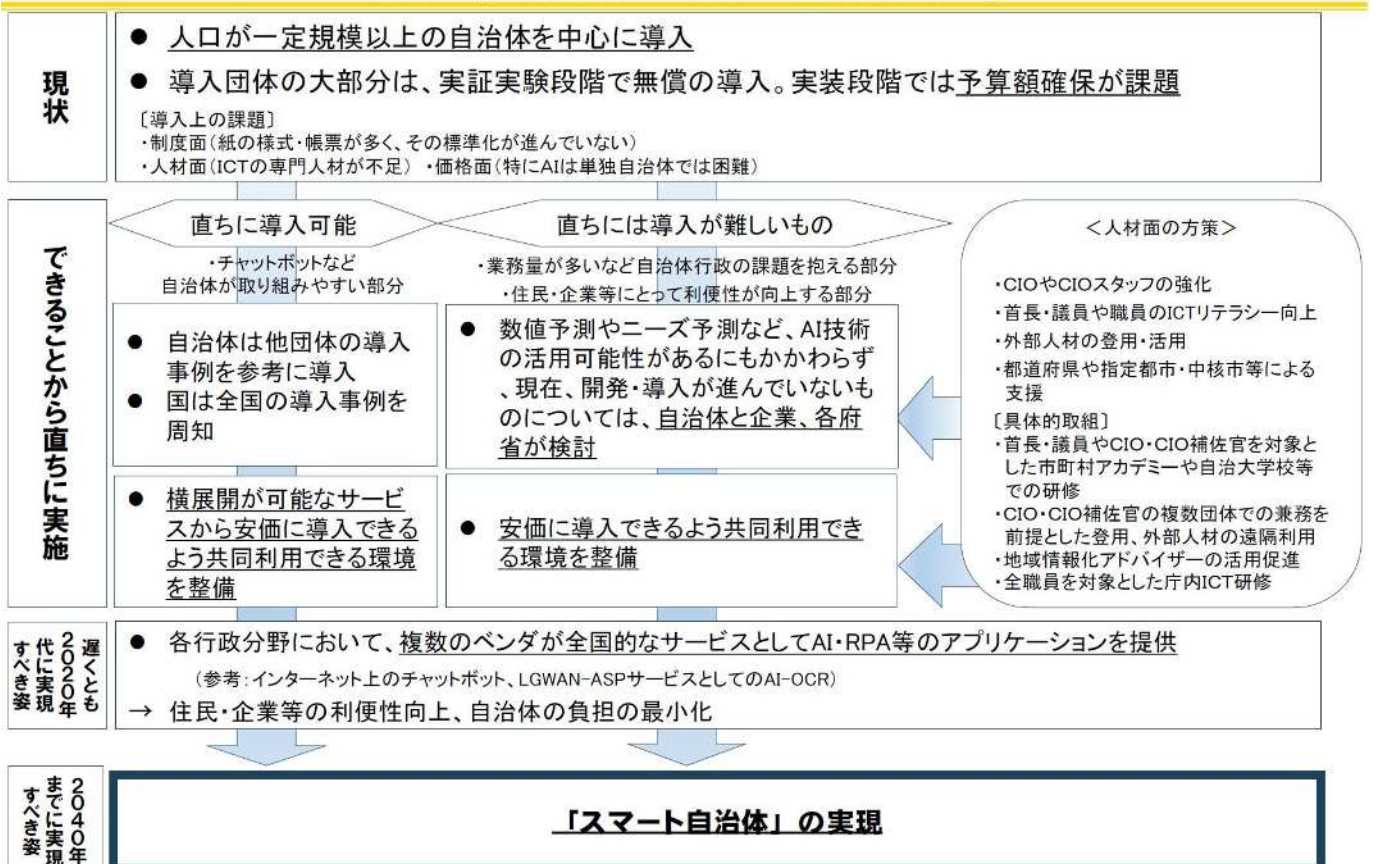 現状
● 人口が一定規模以上の自治体を中心に導入
● 導入団体の大部分は、実証実験段階で無償の導入。実装段階では予算額確保が課題
〔導入上の課題〕
・制度面(紙の様式・帳票が多く、その標準化が進んでいない)
・人材面(ICTの専門人材が不足) ・価格面(特にAIは単独自治体では困難)
できることから直ちに実施
直ちに導入可能
・チャットボットなど
自治体が取り組みやすい部分
● 自治体は他団体の導入
事例を参考に導入
● 国は全国の導入事例を
周知
● 横展開が可能なサービ
スから安価に導入できる
よう共同利用できる環境
を整備
直ちには導入が難しいもの
・業務量が多いなど自治体行政の課題を抱える部分
・住民・企業等にとって利便性が向上する部分
● 数値予測やニーズ予測など、AI技術
の活用可能性があるにもかかわらず
、現在、開発・導入が進んでいないも
のについては、自治体と企業、各府
省が検討
● 安価に導入できるよう共同利用でき
る環境を整備
<人材面の方策>
・CIOやCIOスタッフの強化
・首長・議員や職員のICTリテラシー向上
・外部人材の登用・活用
・都道府県や指定都市・中核市等による
支援
〔具体的取組〕
・首長・議員やCIO・CIO補佐官を対象と
した市町村アカデミーや自治大学校等
での研修
・CIO・CIO補佐官の複数団体での兼務を
前提とした登用、外部人材の遠隔利用
・地域情報化アドバイザーの活用促進
・全職員を対象とした庁内ICT研修
遅くとも
2020年
代に実現
すべき姿
● 各行政分野において、複数のベンダが全国的なサービスとしてAI・RPA等のアプリケーションを提供
(参考:インターネット上のチャットボット、LGWAN-ASPサービスとしてのAI-OCR)
→ 住民・企業等の利便性向上、自治体の負担の最小化
2040年
までに実現
すべき姿
「スマート自治体」の実現